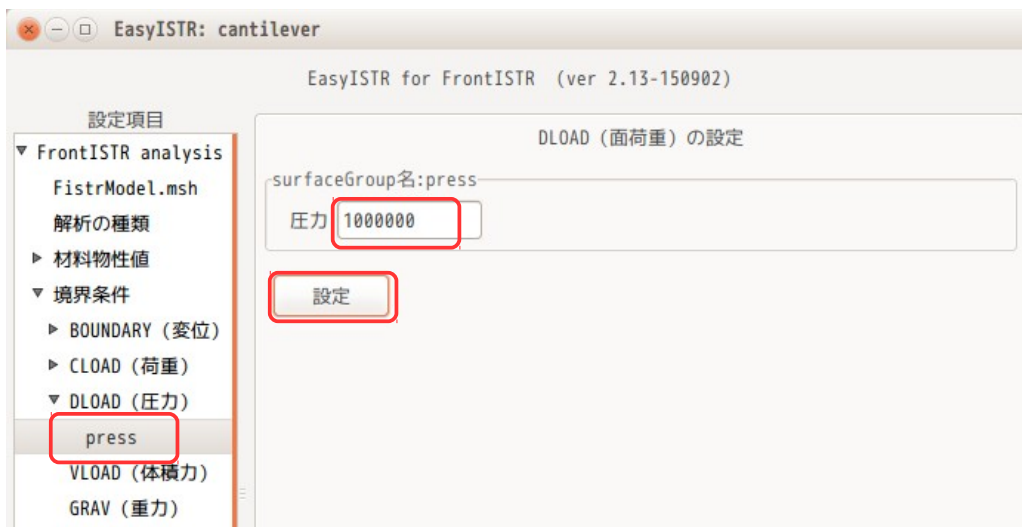 EasyISTR: cantilever
EasyISTR for FrontISTR (ver 2.13-150902)
設定項目
▼ FrontISTR analysis
FistrModel.msh
解析の種類
▶ 材料物性値
▼ 境界条件
▶ BOUNDARY (変位)
▶ CLOAD (荷重)
▼ DLOAD (圧力)
press
VLOAD (体積力)
GRAV (重力)
DLOAD (面荷重) の設定
surfaceGroup名:press
圧力 1000000
設定